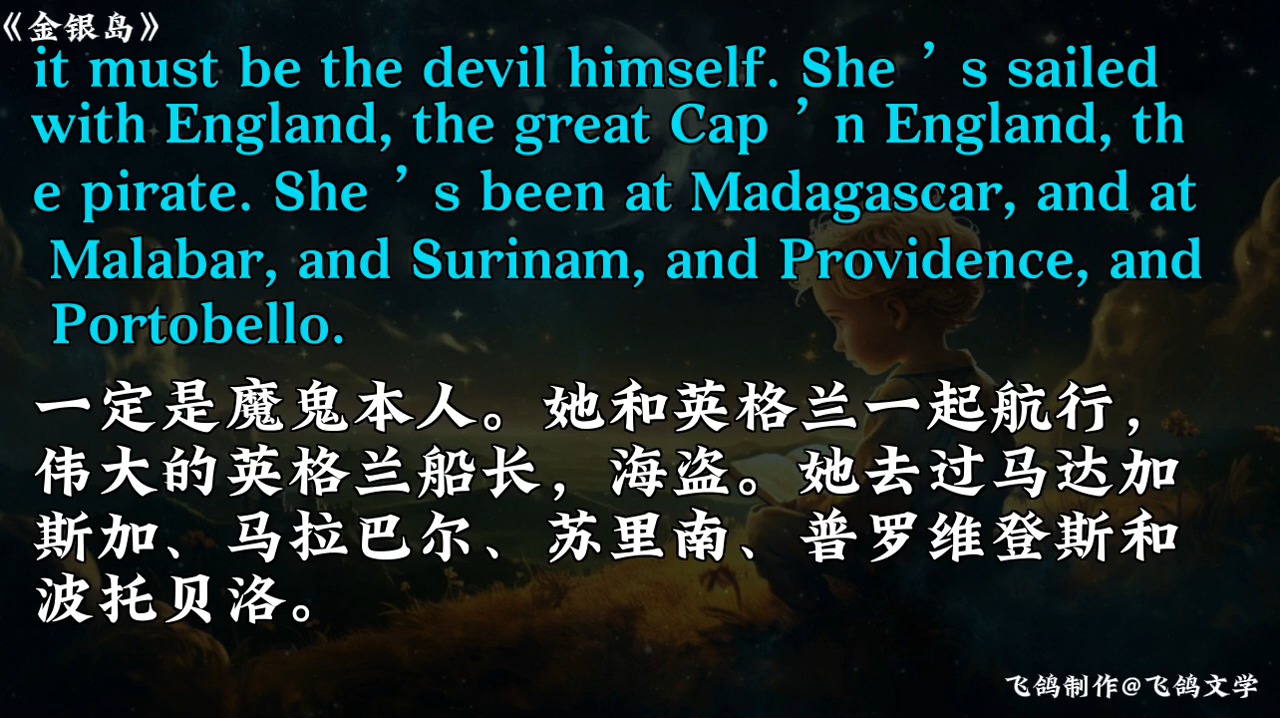 《金银岛》
it must be the devil himself. She ’ s sailed
with England, the great Cap ’ n England, th
e pirate. She ’ s been at Madagascar, and at
Malabar, and Surinam, and Providence, and
Portobello.
一定是魔鬼本人。她和英格兰一起航行，
伟大的英格兰船长，海盗。她去过马达加
斯加、马拉巴尔、苏里南、普罗维登斯和
波托贝洛。
飞鸽制作@飞鸽文学